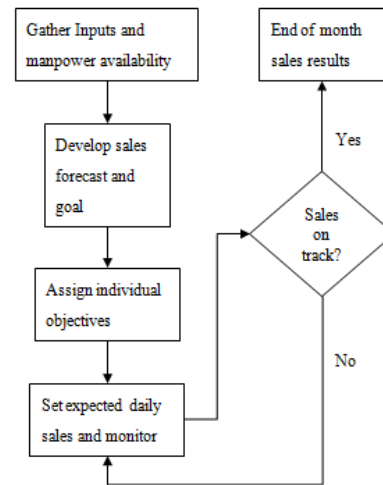 Gather Inputs and
manpower availability
Develop sales
forecast and
goal
Assign individual
objectives
Set expected daily
sales and monitor
End of month
sales results
Yes
Sales
on
track?
No